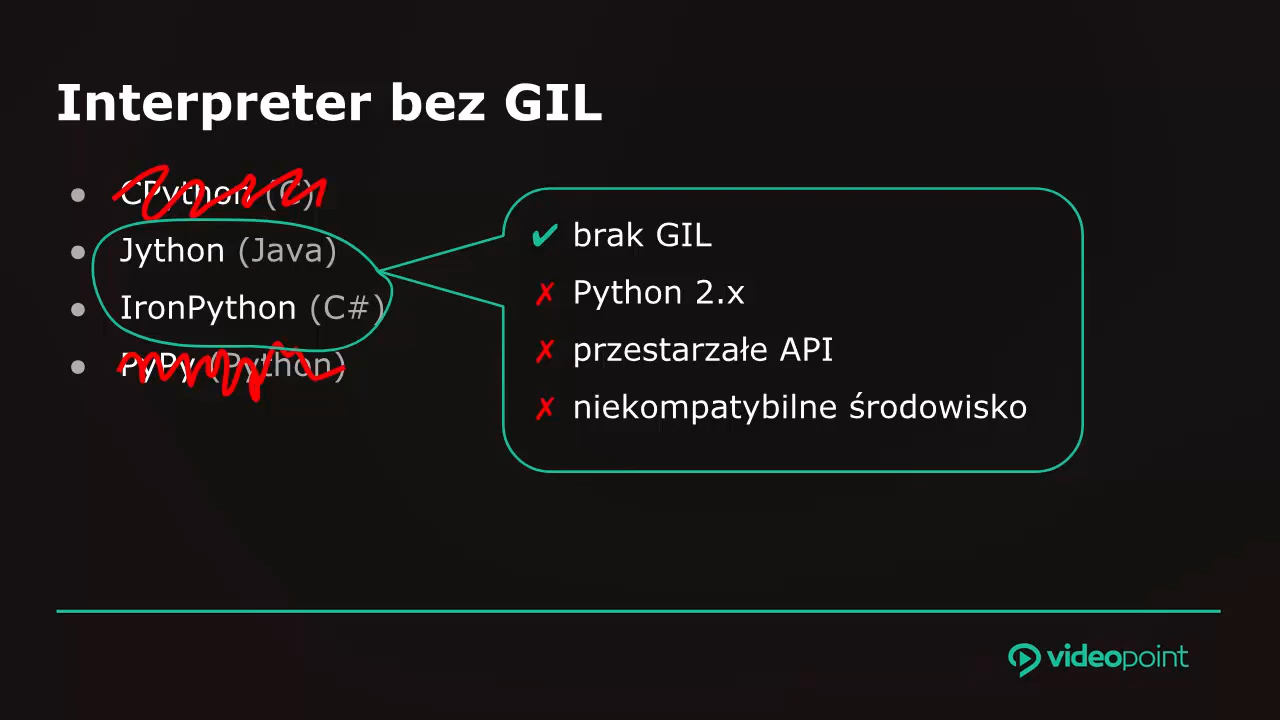 Interpreter bez GIL
CPython (C)
Jython (Java)
IronPython (C#)
PyPy (Python)
✔ brak GIL
✗ Python 2.x
✗ przestarzałe API
✗ niekompatybilne środowisko
videopoint